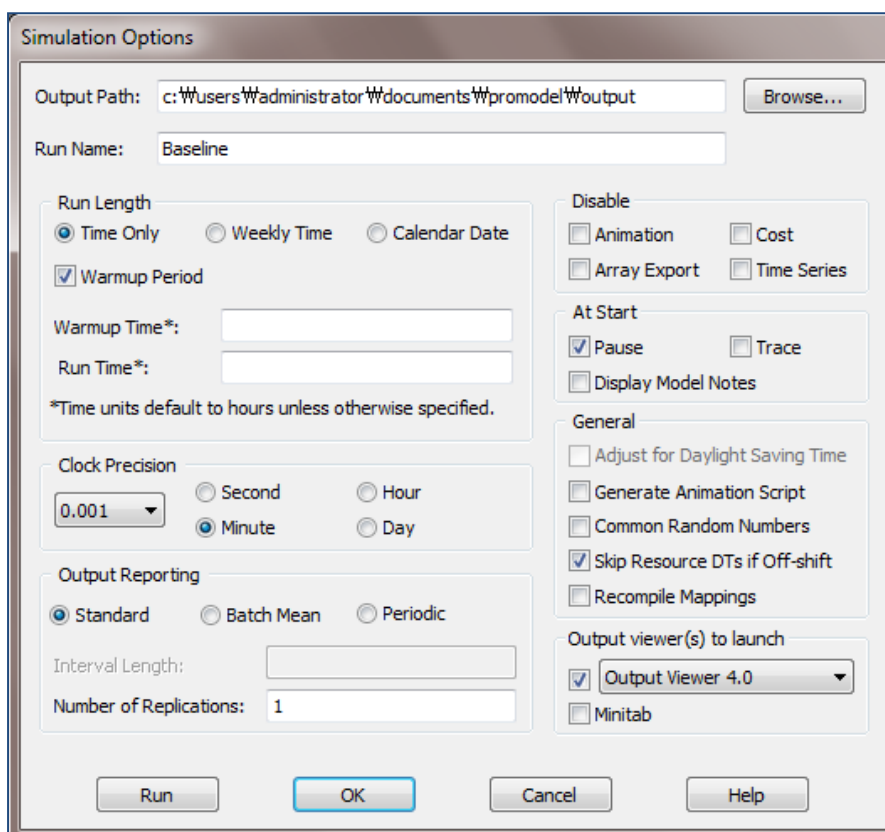 Simulation Options
Output Path: c:₩users₩administrator₩documents₩promodel₩output Browse...
Run Name: Baseline
Run Length
Time Only Weekly Time Calendar Date
Warmup Period
Warmup Time*:
Run Time*:
*Time units default to hours unless otherwise specified.
Clock Precision
0.001 Second Hour
Minute Day
Output Reporting
Standard Batch Mean Periodic
Interval Length:
Number of Replications: 1
Disable
Animation Cost
Array Export Time Series
At Start
Pause Trace
Display Model Notes
General
Adjust for Daylight Saving Time
Generate Animation Script
Common Random Numbers
Skip Resource DTs if Off-shift
Recompile Mappings
Output viewer(s) to launch
Output Viewer 4.0
Minitab
Run OK Cancel Help